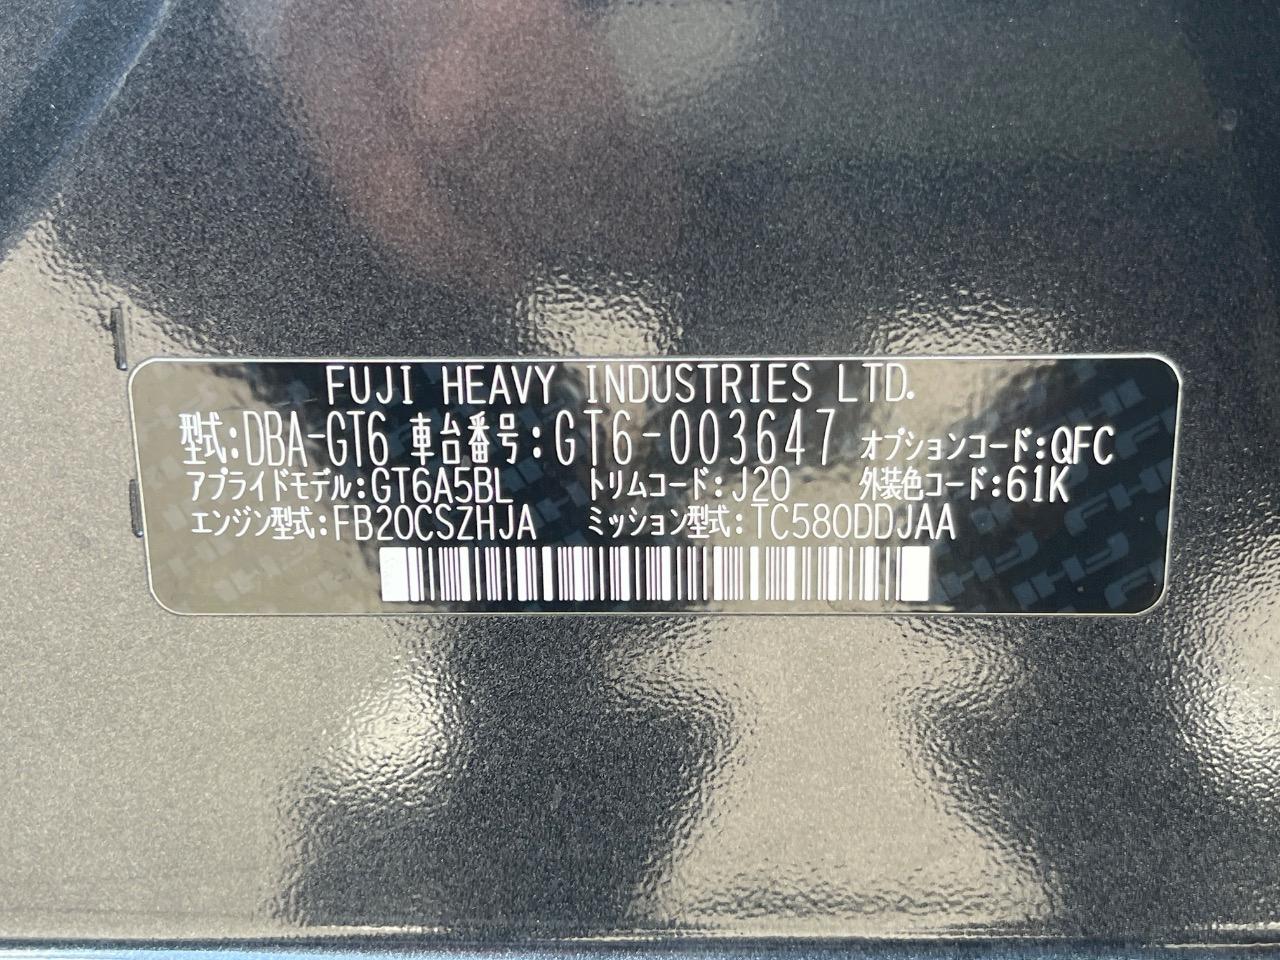 FUJI HEAVY INDUSTRIES LTD.
型式:DBA-GT6 車台番号:GT6-003647 オプションコード:QFC
アプライドモデル:GT6A5BL トリムコード:J20 外装色コード:61K
エンジン型式:FB20CSZHJA ミッション型式:TC580DDJAA